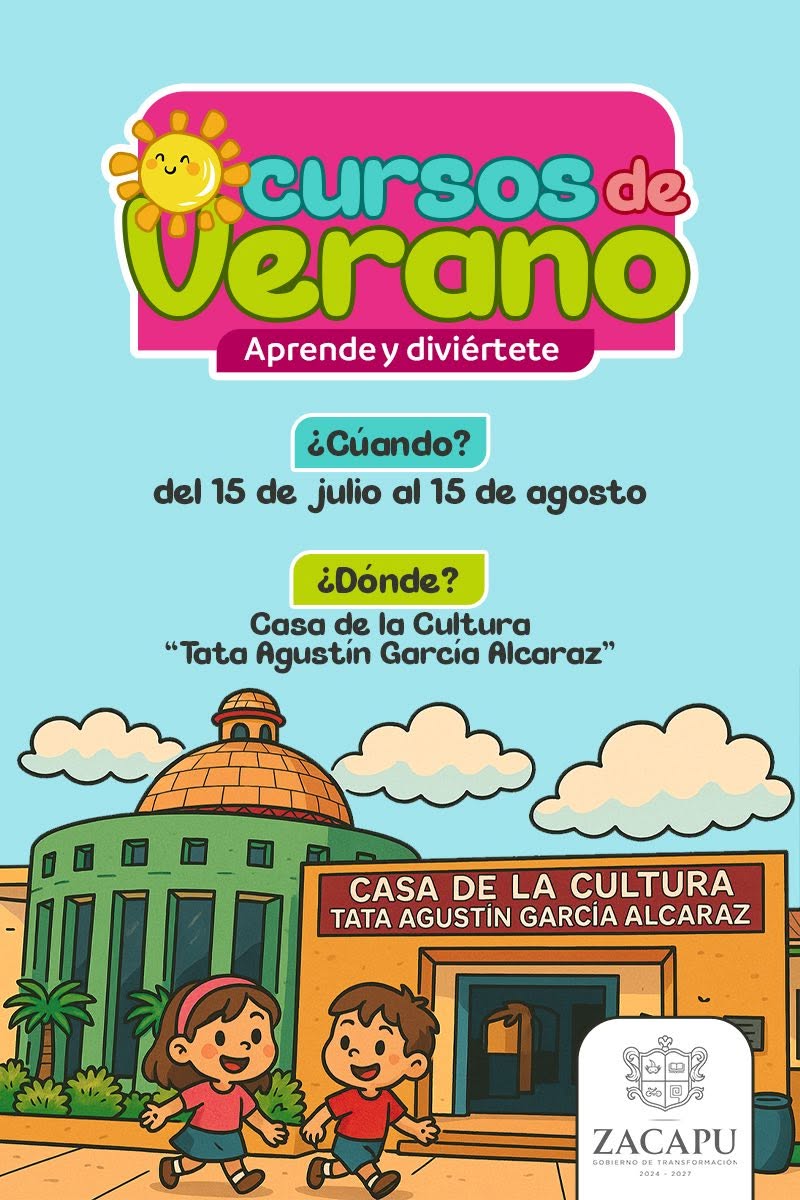 cursos de
Verano
Aprende y diviértete
¿Cúando?
del 15 de julio al 15 de agosto
¿Dónde?
Casa de la Cultura
“Tata Agustín García Alcaraz”
CASA DE LA CULTURA
TATA AGUSTÍN GARCÍA ALCARAZ
ZACAPU
GOBIERNO DE TRANSFORMACIÓN
2024 - 2027